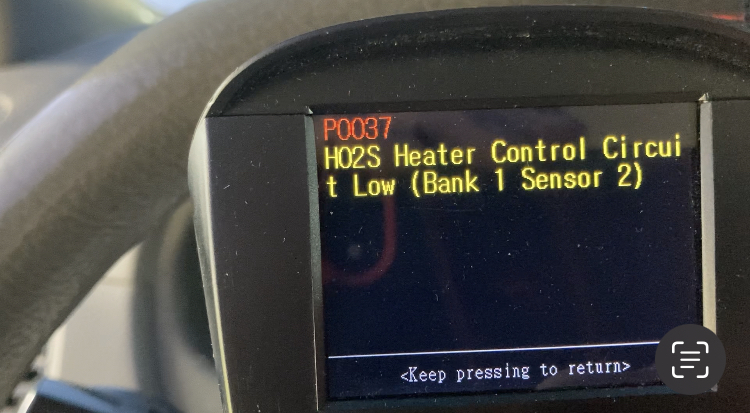 P0037
HO2S Heater Control Circui
t Low (Bank 1 Sensor 2)
<Keep pressing to return>